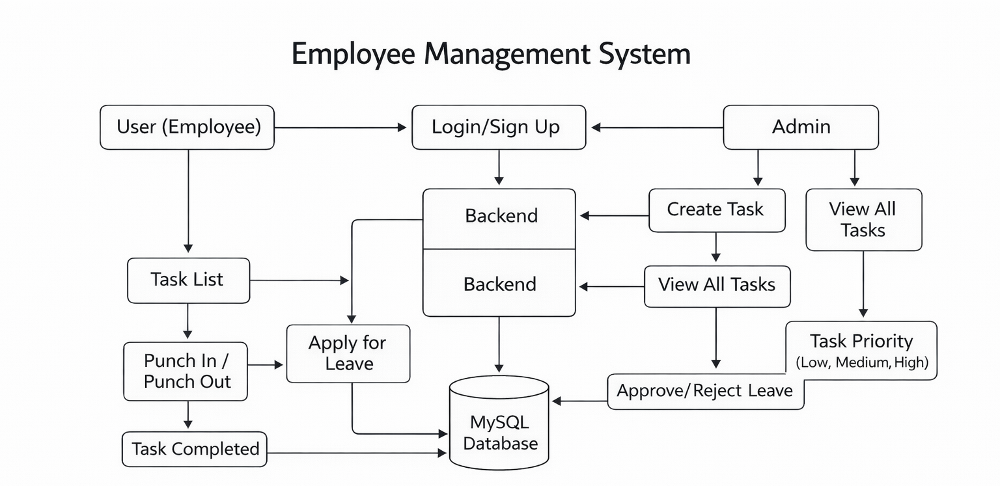 Employee Management System
User (Employee)
Login/Sign Up
Admin
Backend
Create Task
View All
Tasks
Task List
Backend
View All Tasks
Apply for
Leave
Task Priority
(Low, Medium, High)
Punch In /
Punch Out
Approve/Reject Leave
MySQL
Database
Task Completed